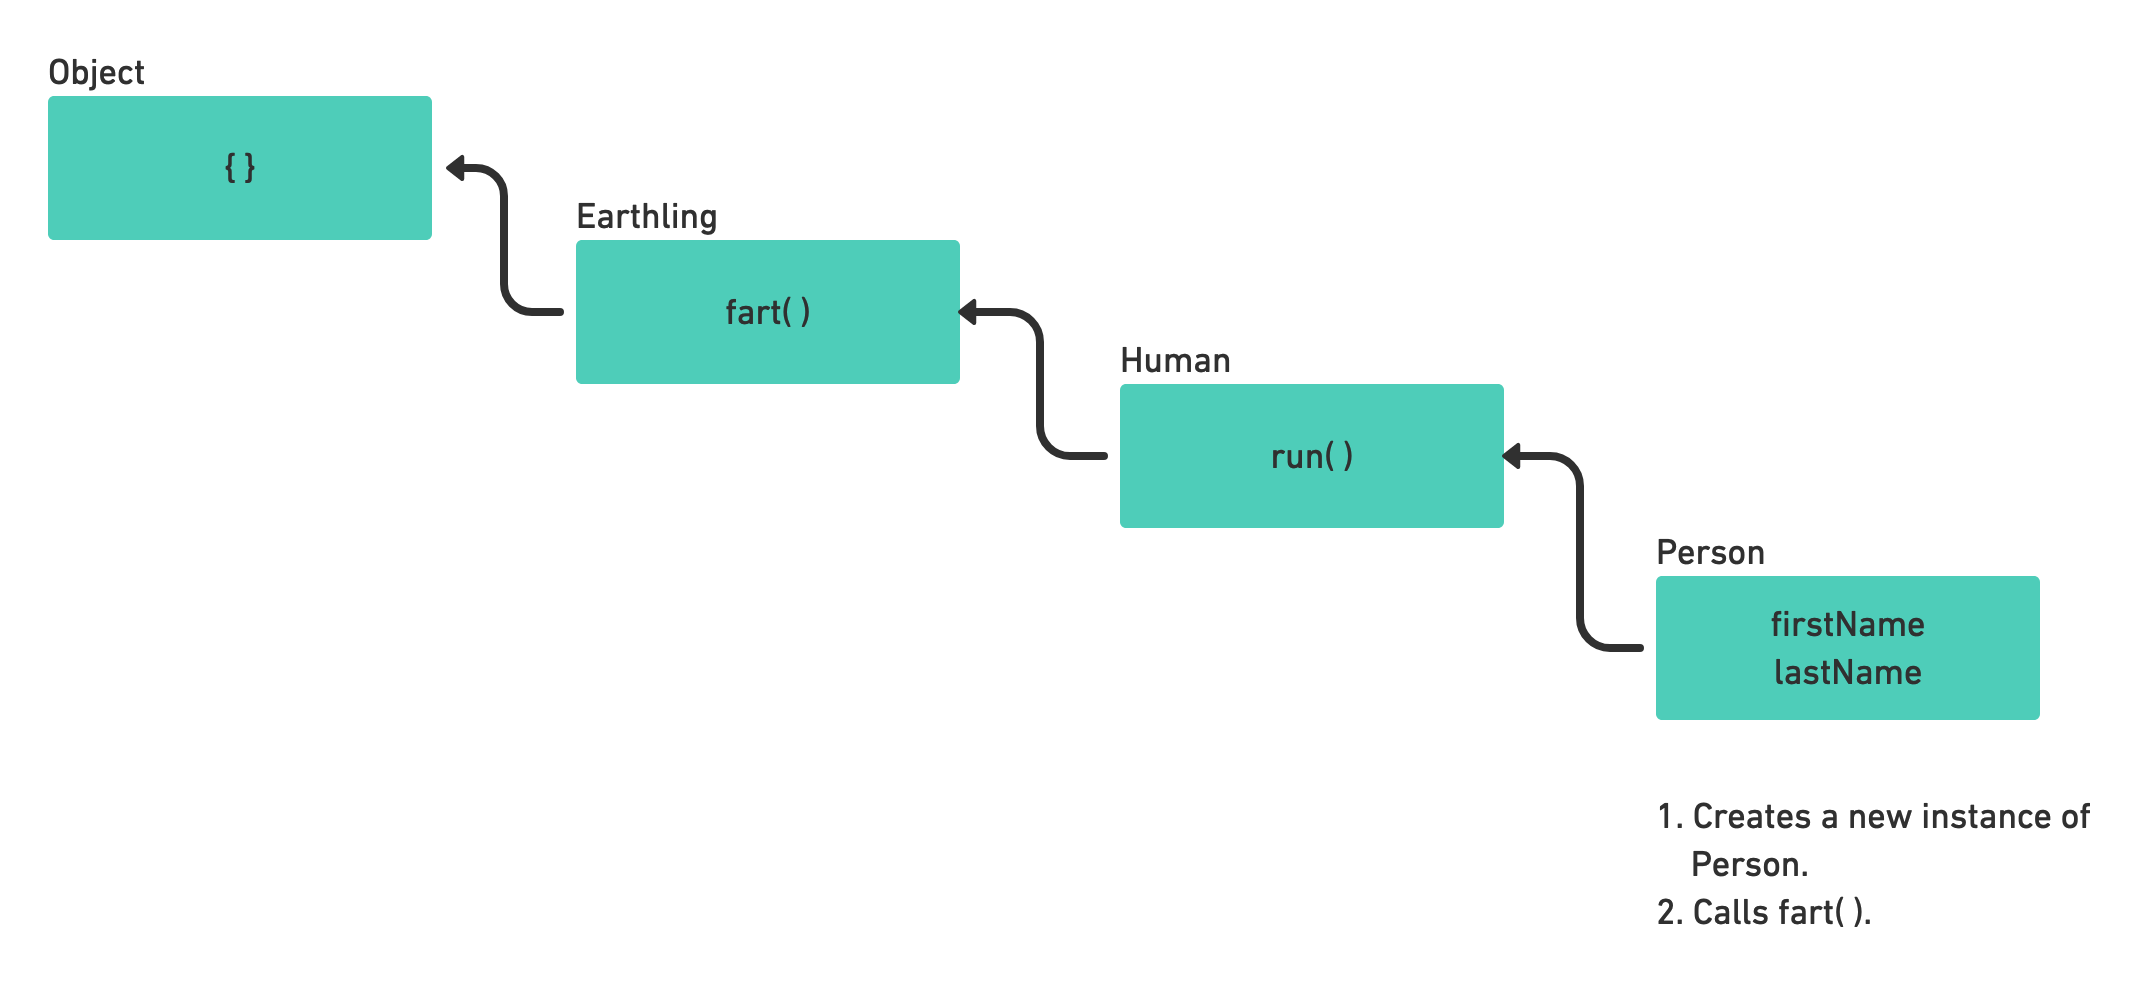 Object
{ }
Earthling
fart( )
Human
run( )
Person
firstName
lastName
1. Creates a new instance of
Person.
2. Calls fart( ).